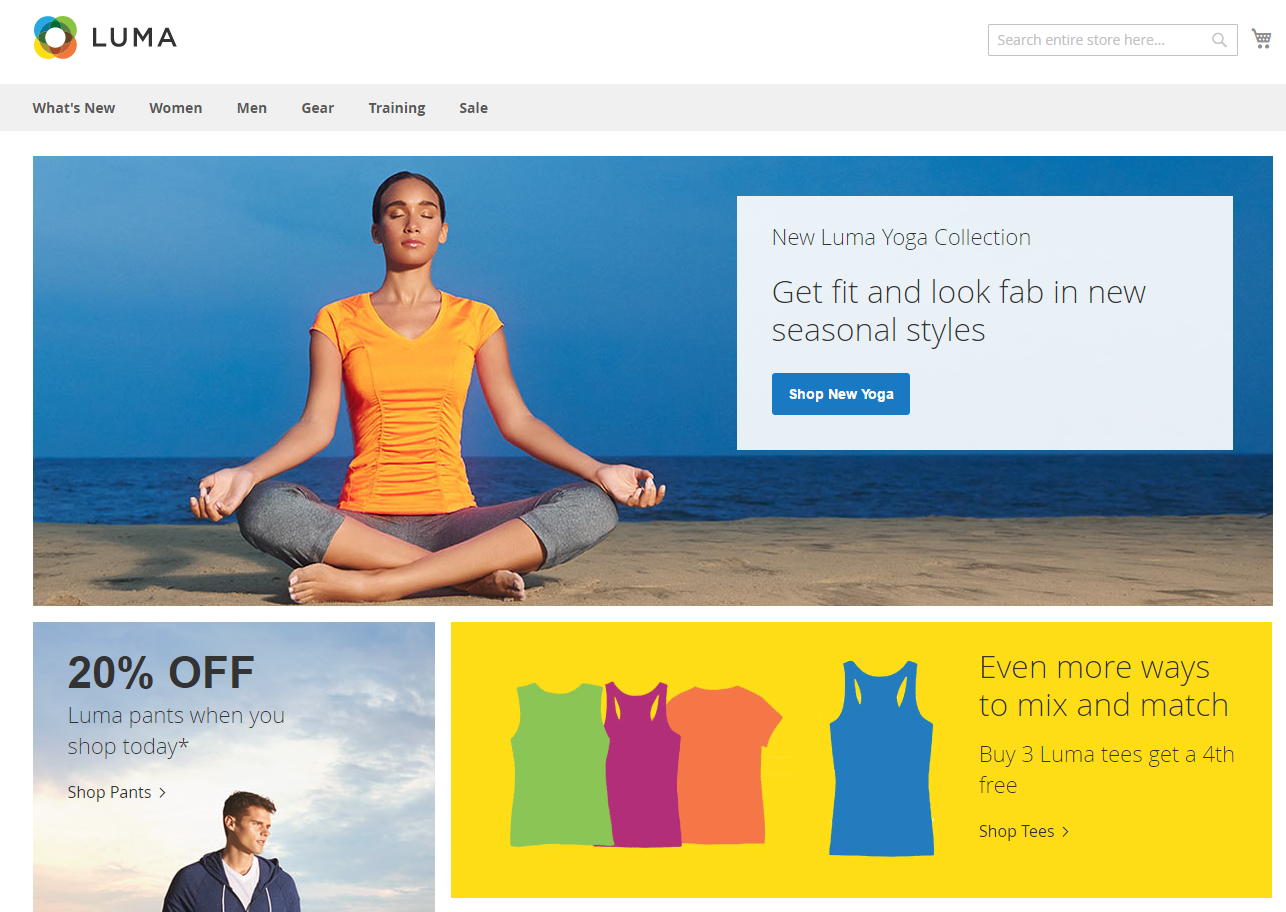 LUMA
Search entire store here...
What's New Women Men Gear Training Sale
New Luma Yoga Collection
Get fit and look fab in new
seasonal styles
Shop New Yoga
20% OFF
Luma pants when you
shop today*
Shop Pants >
Even more ways
to mix and match
Buy 3 Luma tees get a 4th
free
Shop Tees >